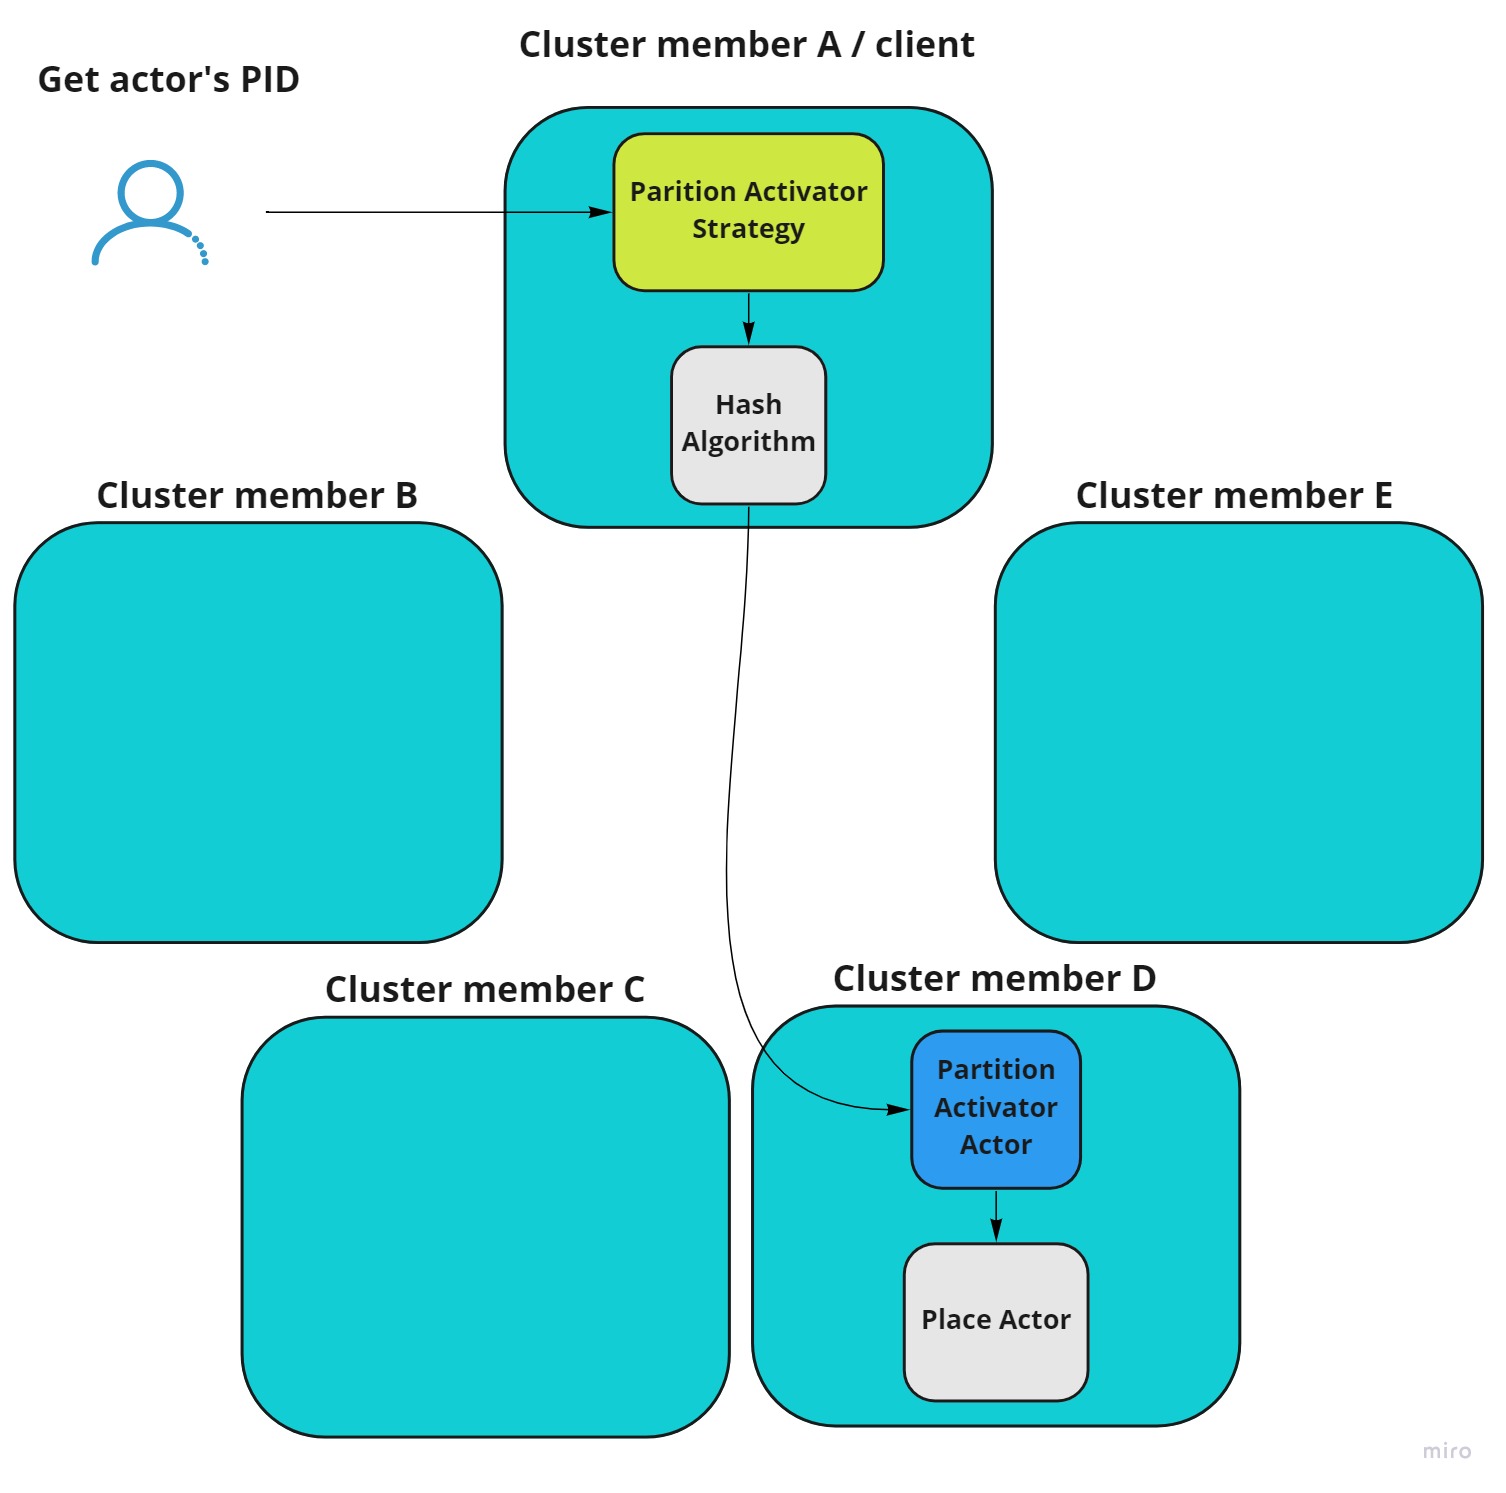 Cluster member A / client
Get actor's PID
Parition Activator
Strategy
Hash
Algorithm
Cluster member B
Cluster member E
Cluster member C
Cluster member D
Partition
Activator
Actor
Place Actor
miro